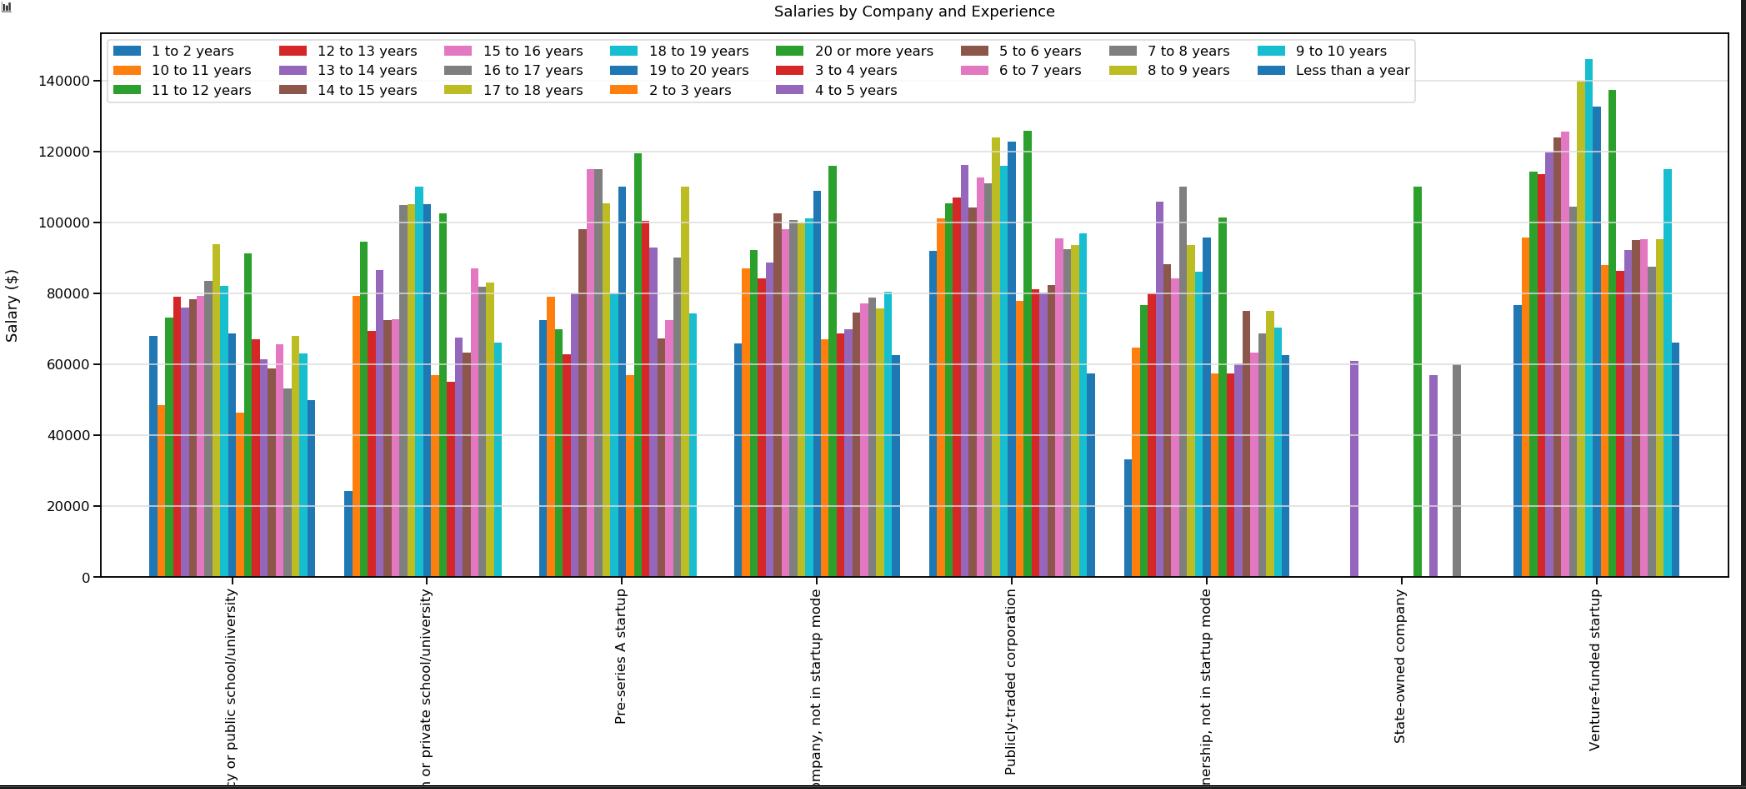 Salaries by Company and Experience
1 to 2 years
10 to 11 years
11 to 12 years
12 to 13 years
13 to 14 years
14 to 15 years
15 to 16 years
16 to 17 years
17 to 18 years
18 to 19 years
19 to 20 years
2 to 3 years
20 or more years
3 to 4 years
4 to 5 years
5 to 6 years
6 to 7 years
7 to 8 years
8 to 9 years
9 to 10 years
Less than a year
Salary ($)
140000
120000
100000
80000
60000
40000
20000
0
cy or public school/university
or private school/university
Pre-series A startup
ompany, not in startup mode
Publicly-traded corporation
nership, not in startup mode
State-owned company
Venture-funded startup